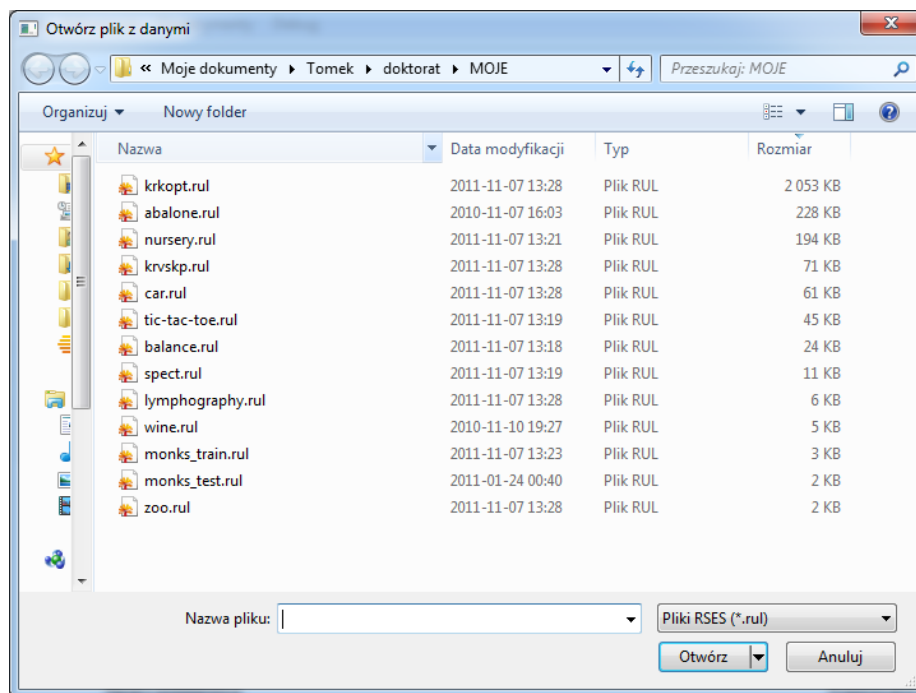 Otwórz plik z danymi
« Moje dokumenty Tomek doktorat MOJE Przeszukaj: MOJE
Organizuj Nowy folder
Nazwa Data modyfikacji Typ Rozmiar
krkopt.rul 2011-11-07 13:28 Plik RUL 2 053 KB
abalone.rul 2010-11-07 16:03 Plik RUL 228 KB
nursery.rul 2011-11-07 13:21 Plik RUL 194 KB
krvskp.rul 2011-11-07 13:28 Plik RUL 71 KB
car.rul 2011-11-07 13:28 Plik RUL 61 KB
tic-tac-toe.rul 2011-11-07 13:19 Plik RUL 45 KB
balance.rul 2011-11-07 13:18 Plik RUL 24 KB
spect.rul 2011-11-07 13:19 Plik RUL 11 KB
lymphography.rul 2011-11-07 13:28 Plik RUL 6 KB
wine.rul 2010-11-10 19:27 Plik RUL 5 KB
monks_train.rul 2011-11-07 13:23 Plik RUL 3 KB
monks_test.rul 2011-01-24 00:40 Plik RUL 2 KB
zoo.rul 2011-11-07 13:28 Plik RUL 2 KB
Nazwa pliku: Pliki RSES (*.rul)
Otwórz Anuluj